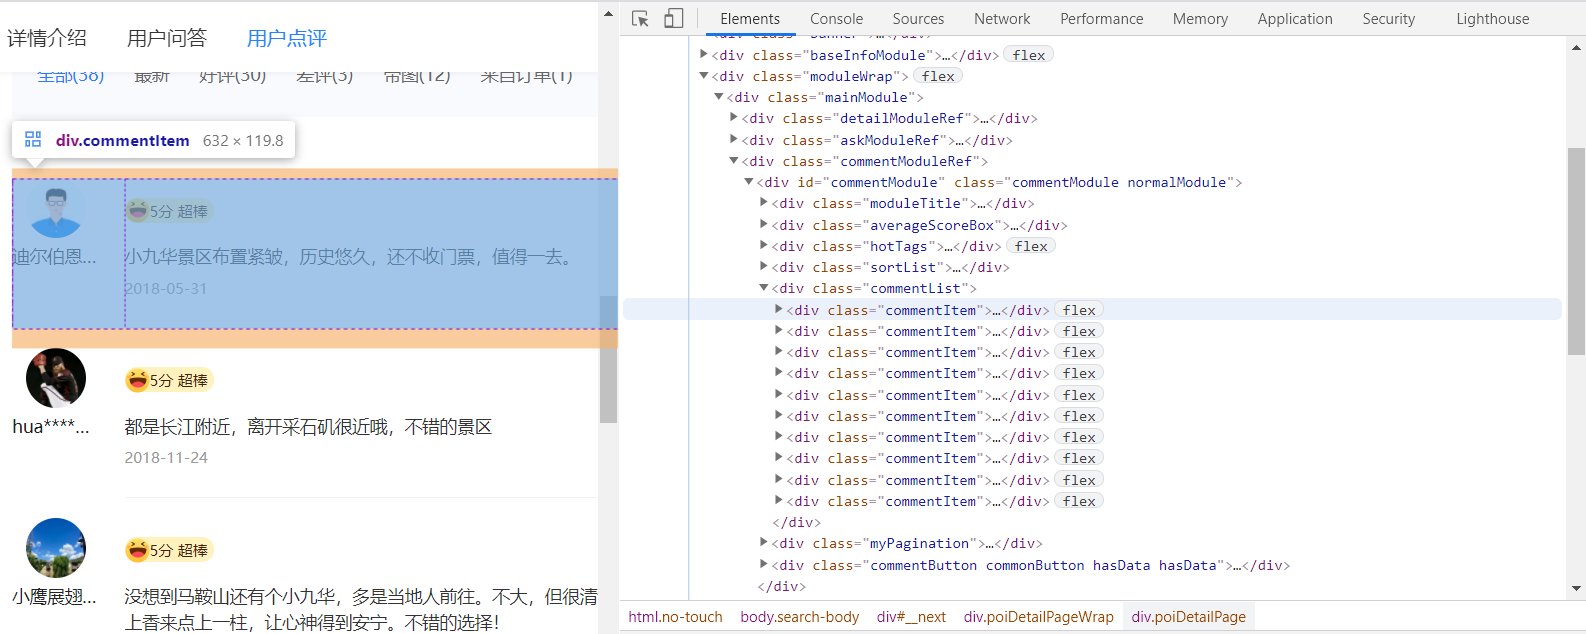 详情介绍 用户问答 用户点评
全部(38) 最新 好评(30) 差评(3) 带图(12) 来自订单(1)
div.commentItem 632 × 119.8
5分 超棒
迪尔伯恩... 小九华景区布置紧皱，历史悠久，还不收门票，值得一去。
2018-05-31
5分 超棒
hua****... 都是长江附近，离开采石矶很近哦，不错的景区
2018-11-24
5分 超棒
小鹰展翅... 没想到马鞍山还有个小九华，多是当地人前往。不大，但很清
上香来点上一柱，让心神得到安宁。不错的选择！
Elements Console Sources Network Performance Memory Application Security Lighthouse
<div class="banner">…</div>
<div class="baseInfoModule">…</div> flex
<div class="moduleWrap"> flex
<div class="mainModule">
<div class="detailModuleRef">…</div>
<div class="askModuleRef">…</div>
<div class="commentModuleRef">
<div id="commentModule" class="commentModule normalModule">
<div class="moduleTitle">…</div>
<div class="averageScoreBox">…</div>
<div class="hotTags">…</div> flex
<div class="sortList">…</div>
<div class="commentList">
<div class="commentItem">…</div> flex
<div class="commentItem">…</div> flex
<div class="commentItem">…</div> flex
<div class="commentItem">…</div> flex
<div class="commentItem">…</div> flex
<div class="commentItem">…</div> flex
<div class="commentItem">…</div> flex
<div class="commentItem">…</div> flex
<div class="commentItem">…</div> flex
<div class="commentItem">…</div> flex
</div>
<div class="myPagination">…</div>
<div class="commentButton commonButton hasData hasData">…</div>
</div>
html.no-touch body.search-body div#__next div.poiDetailPageWrap div.poiDetailPage